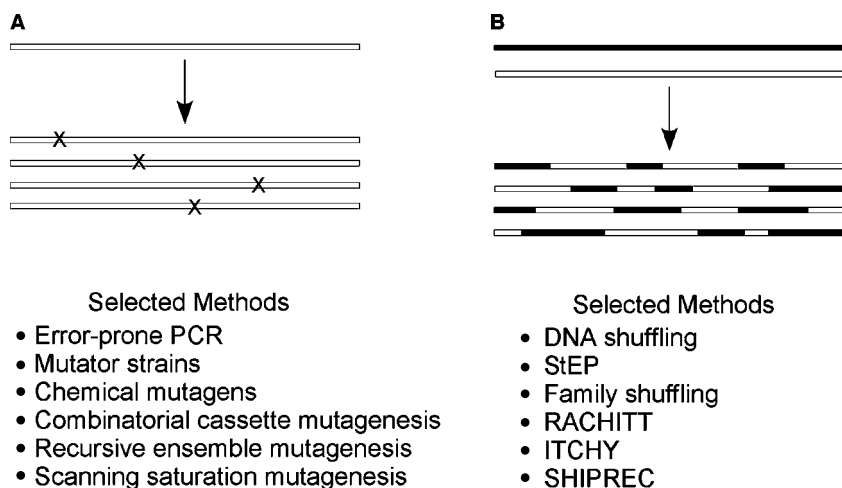 A
X
X
X
X
Selected Methods
• Error-prone PCR
• Mutator strains
• Chemical mutagens
• Combinatorial cassette mutagenesis
• Recursive ensemble mutagenesis
• Scanning saturation mutagenesis
B
Selected Methods
• DNA shuffling
• StEP
• Family shuffling
• RACHITT
• ITCHY
• SHIPREC